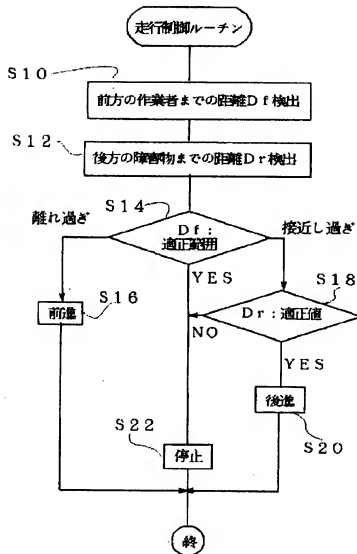 走行制御ルーチン
S10
前方の作業者までの距離Df検出
S12
後方の障害物までの距離Dr検出
S14
離れ過ぎ
Df:
適正範囲
接近し過ぎ
YES
S18
S16
前進
Dr:適正値
NO
YES
後進
S20
S22
停止
終